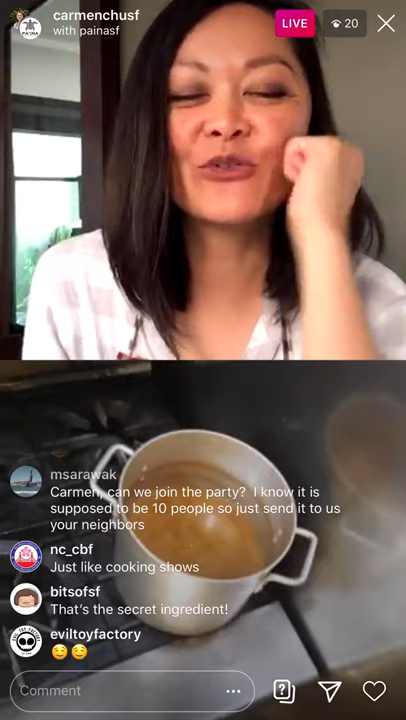 carmenchusf
with painasf
LIVE
20
msarawak
Carmen, can we join the party? I know it is
supposed to be 10 people so just send it to us
your neighbors
nc_cbf
Just like cooking shows
bitsofsf
That's the secret ingredient!
eviltoyfactory
🤤🤤
Comment